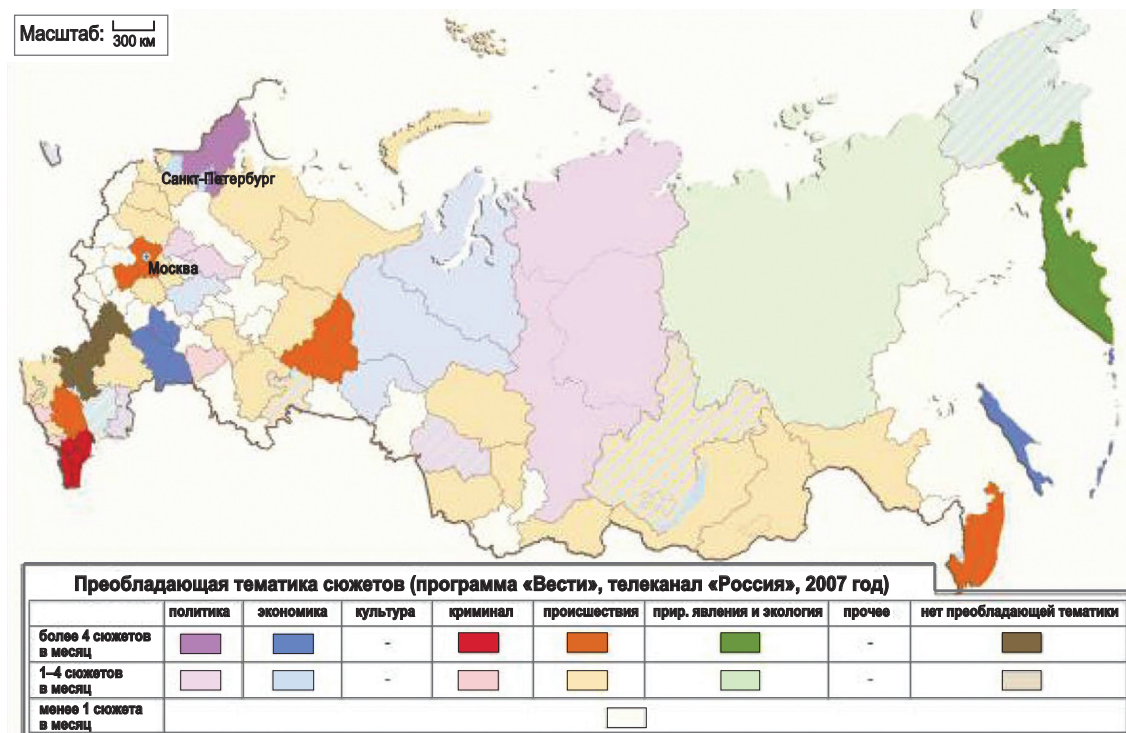 Масштаб: 300 км
Санкт-Петербург
Москва
Преобладающая тематика сюжетов (программа «Вести», телеканал «Россия», 2007 год)
политика экономика культура криминал происшествия прир. явления и экология прочее нет преобладающей тематики
более 4 сюжетов
в месяц
- -
1–4 сюжетов
в месяц
- -
менее 1 сюжета
в месяц